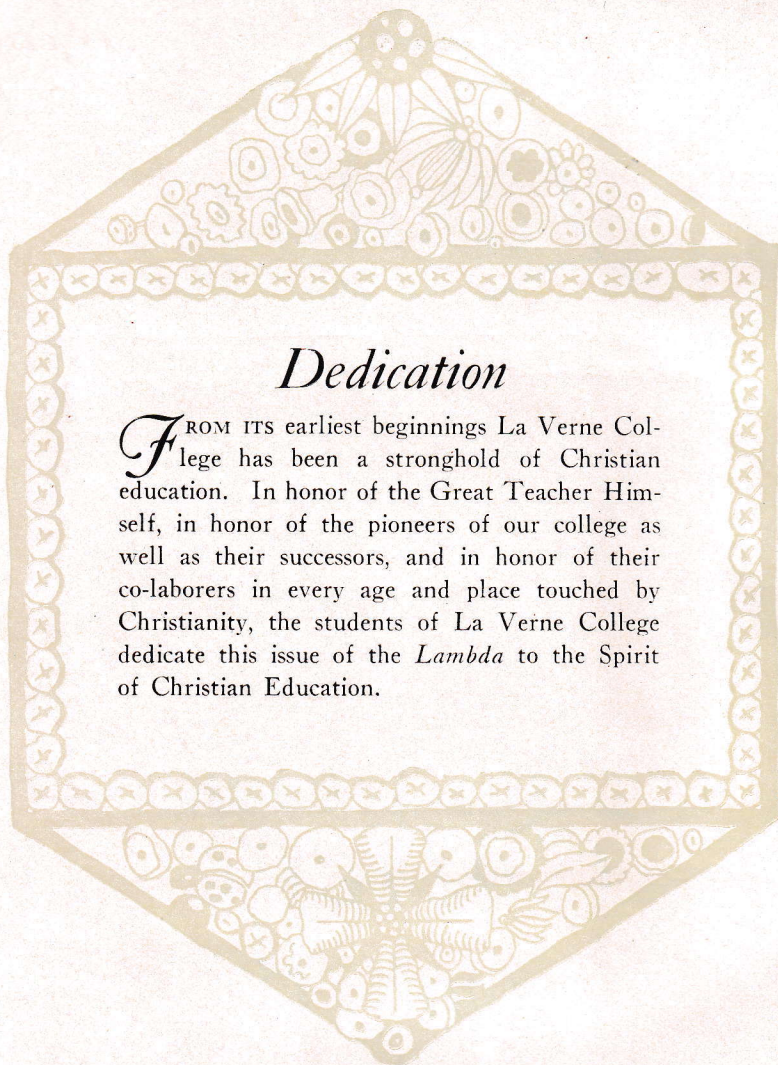 Dedication
FROM ITS earliest beginnings La Verne Col-
lege has been a stronghold of Christian
education. In honor of the Great Teacher Him-
self, in honor of the pioneers of our college as
well as their successors, and in honor of their
co-laborers in every age and place touched by
Christianity, the students of La Verne College
dedicate this issue of the Lambda to the Spirit
of Christian Education.